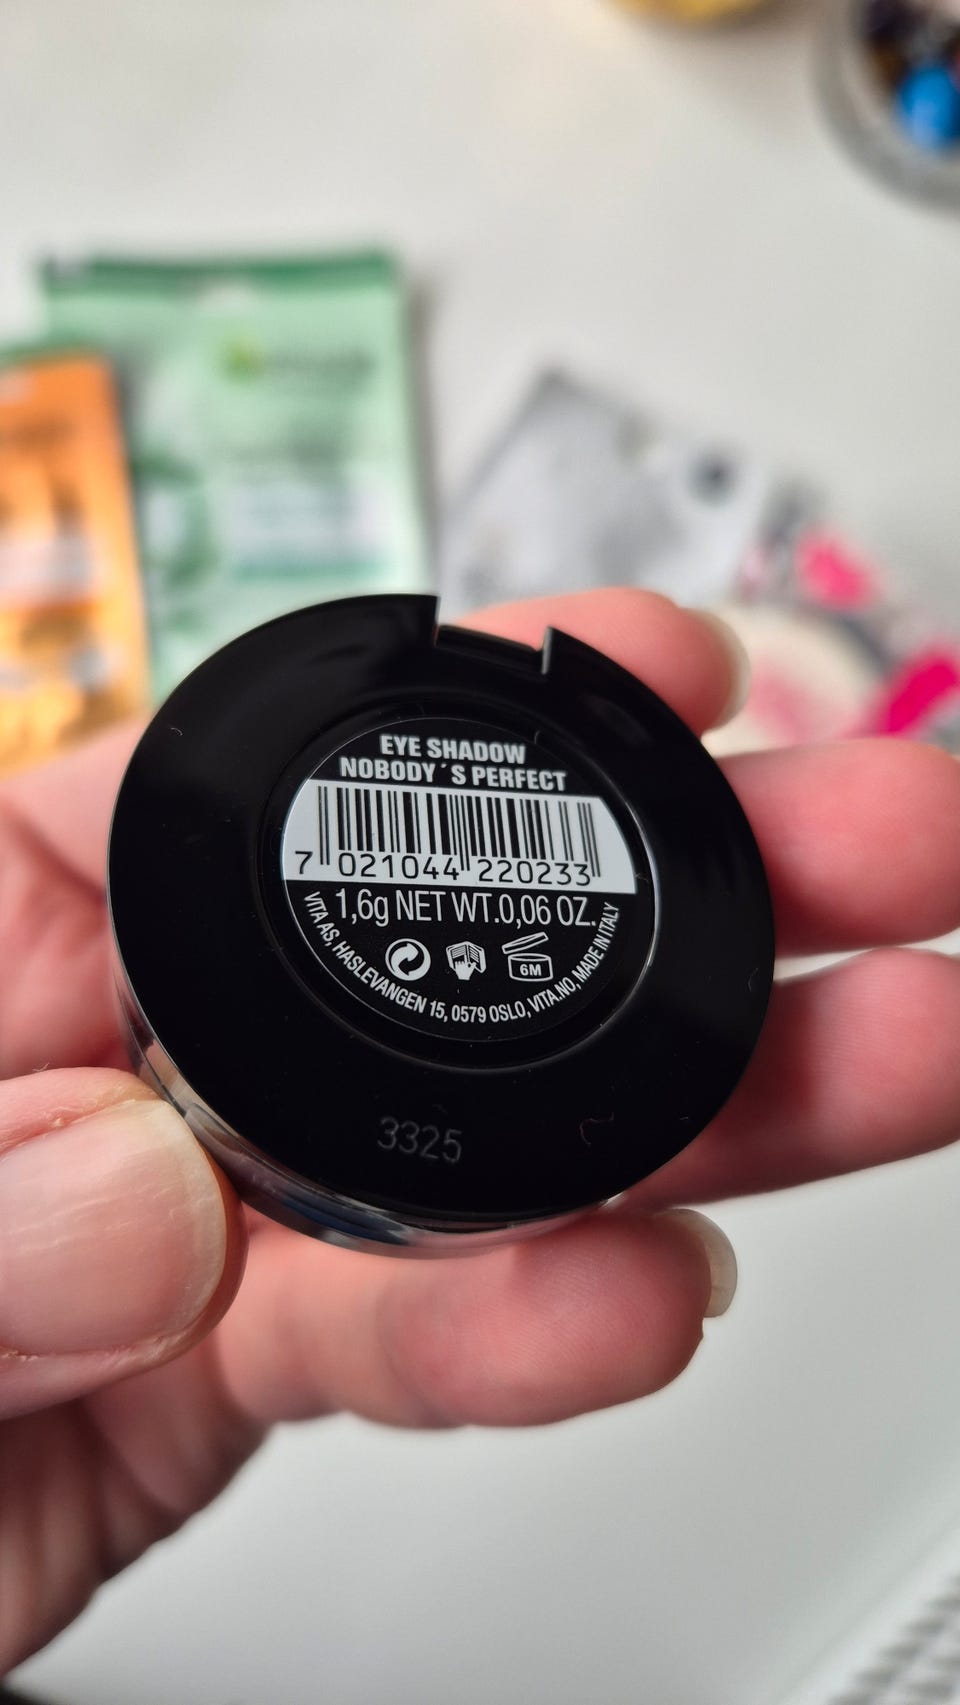 EYE SHADOW
NOBODY´S PERFECT
7 021044 220233
1,6g NET WT.0,06 OZ.
6M
VITA AS, HASLEVANGEN 15, 0579 OSLO, VITA.NO, MADE IN ITALY
3325